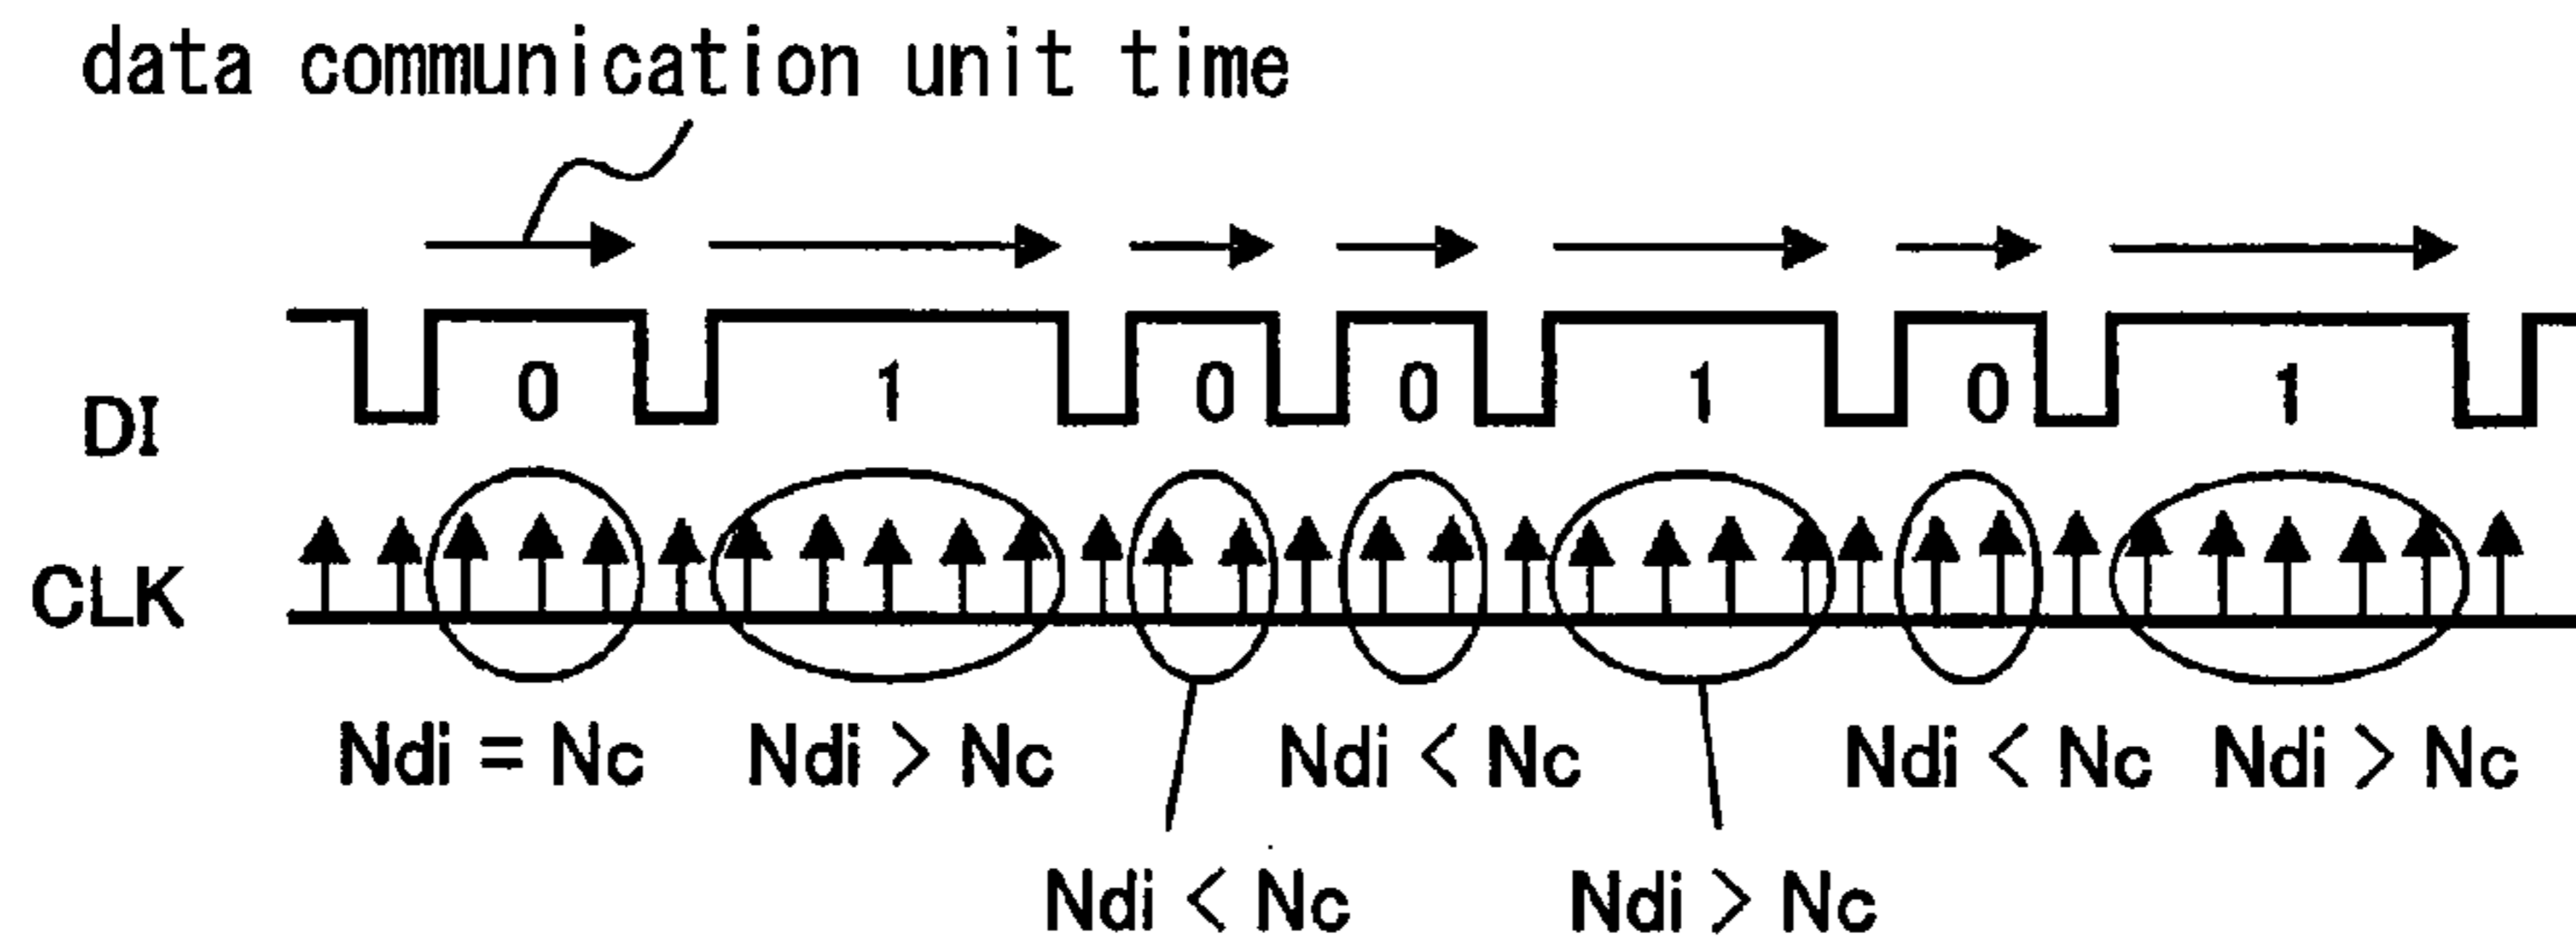 data communication unit time
DI
0 1 0 0 1 0 1
CLK
Ndi = Nc Ndi > Nc Ndi < Nc Ndi < Nc Ndi > Nc
Ndi < Nc Ndi > Nc